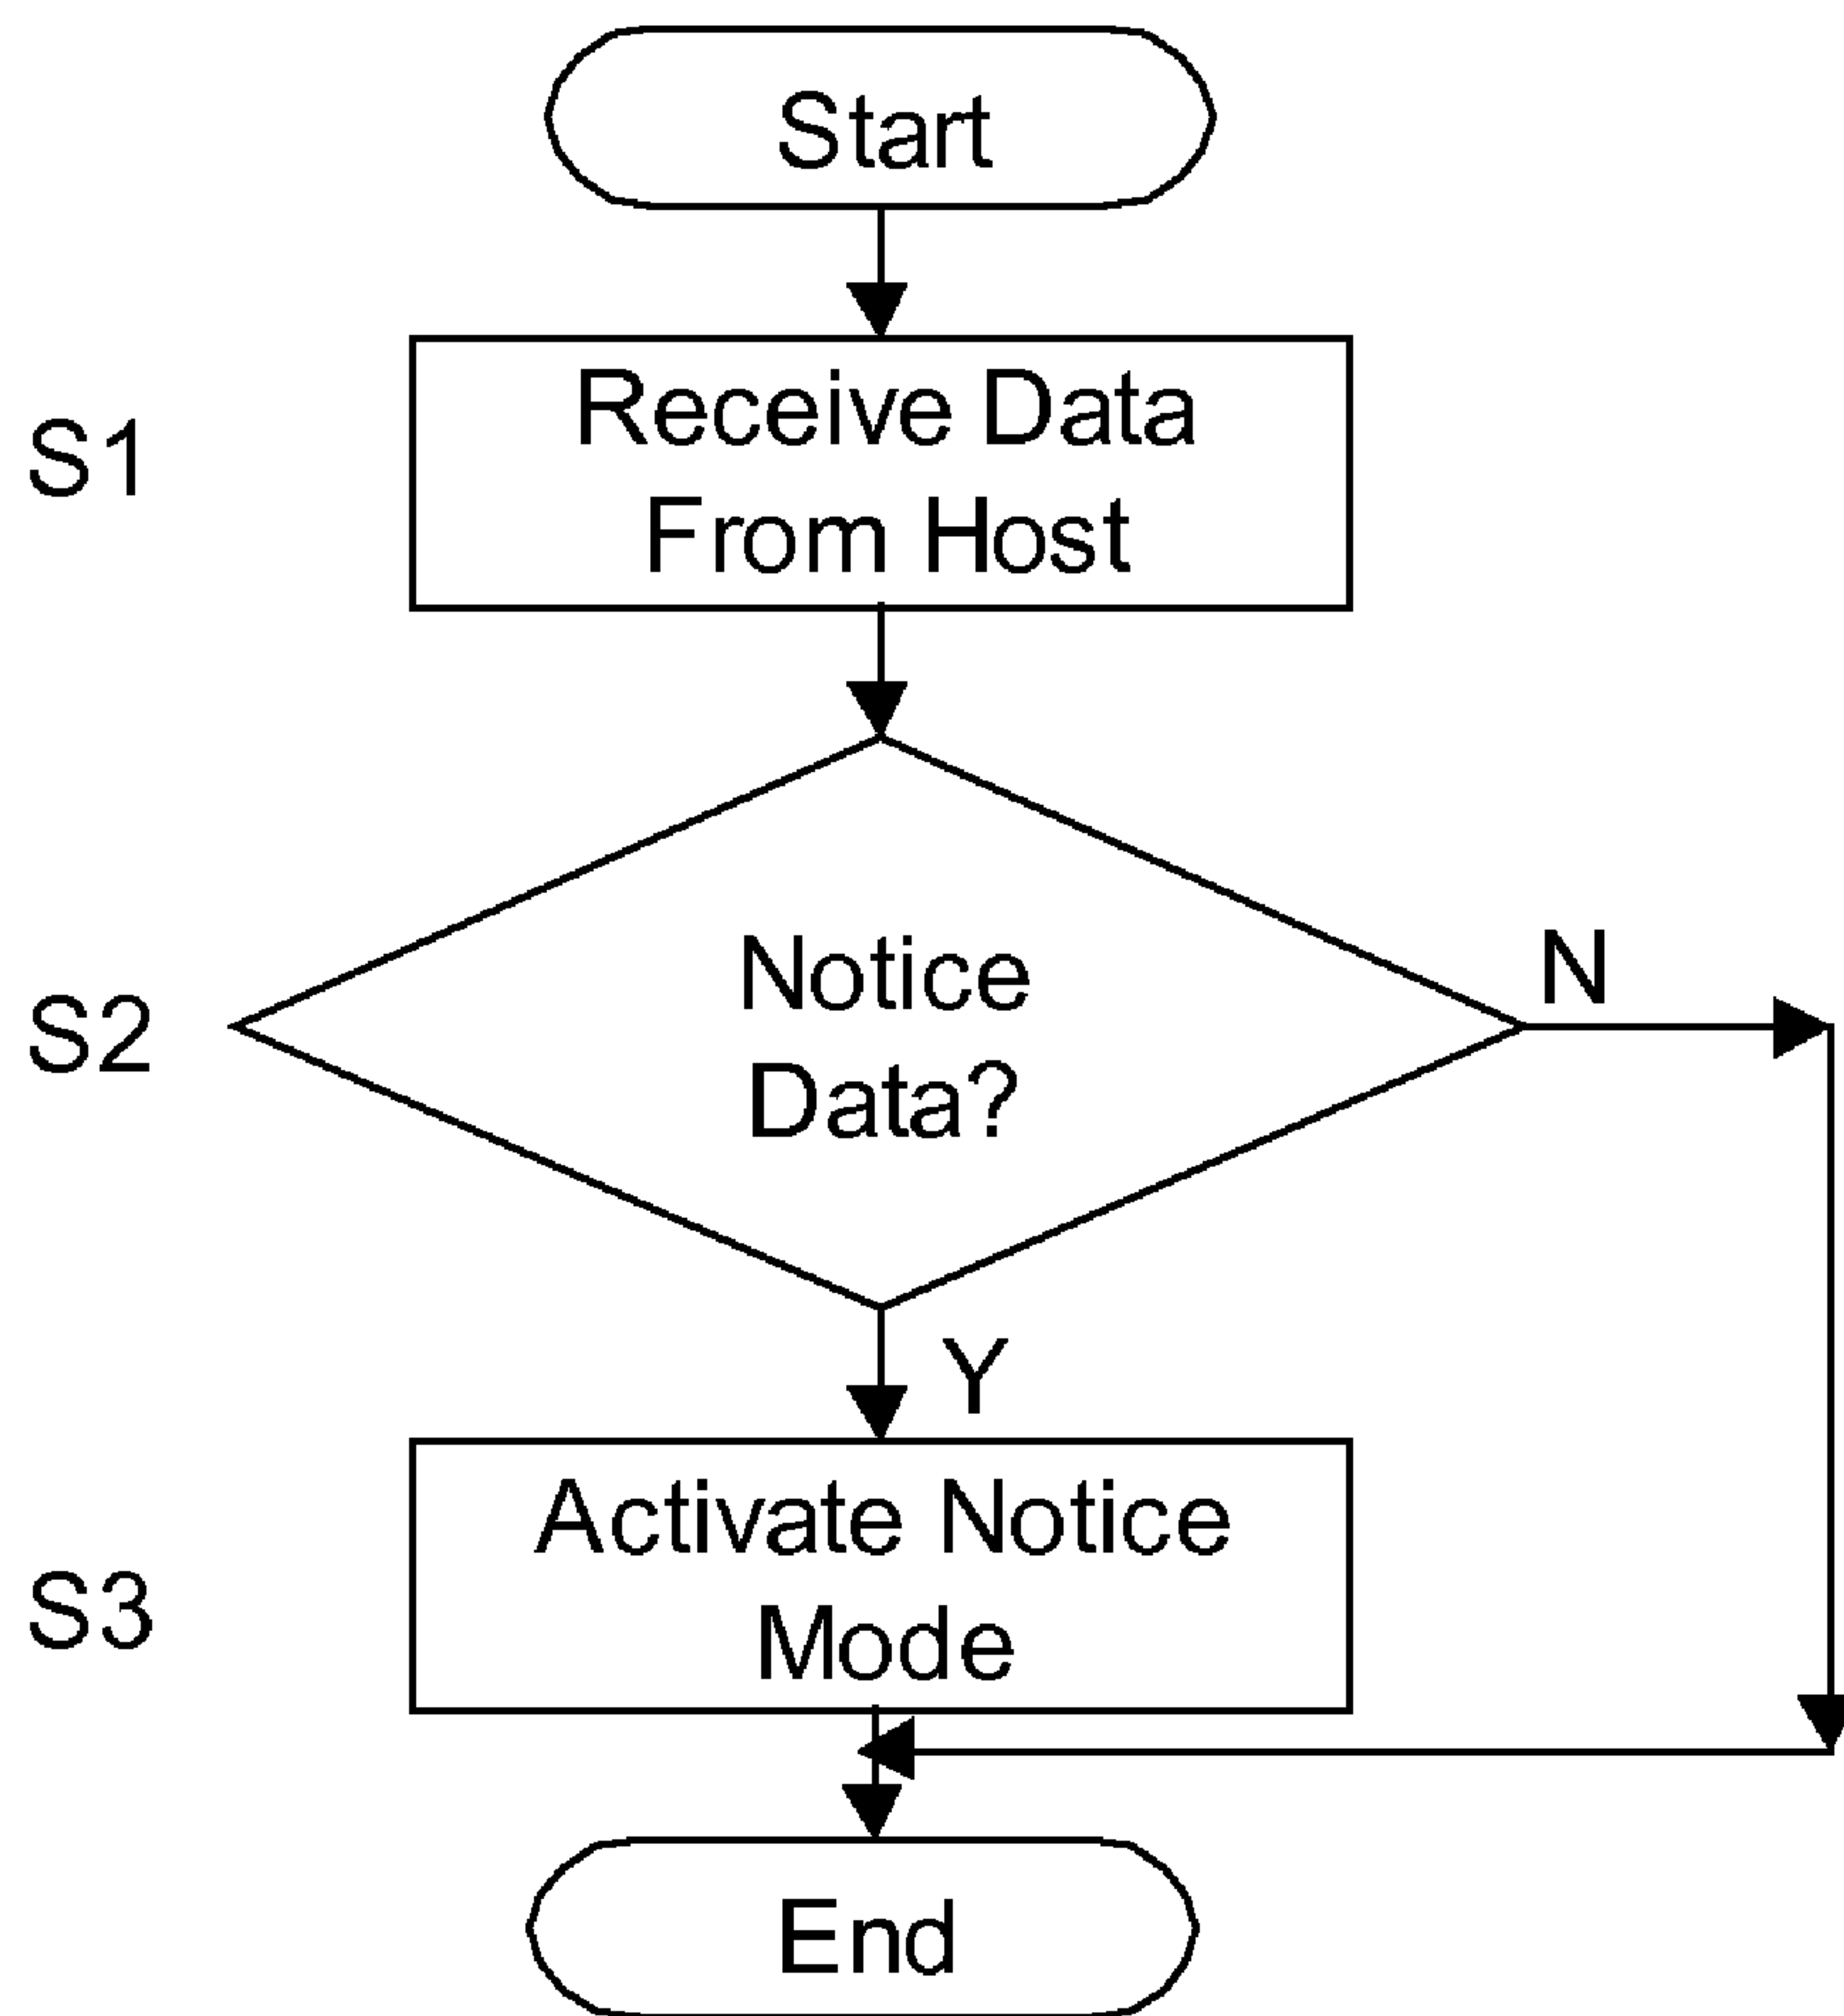 Start
S1
Receive Data
From Host
S2
Notice
Data?
N
Y
S3
Activate Notice
Mode
End